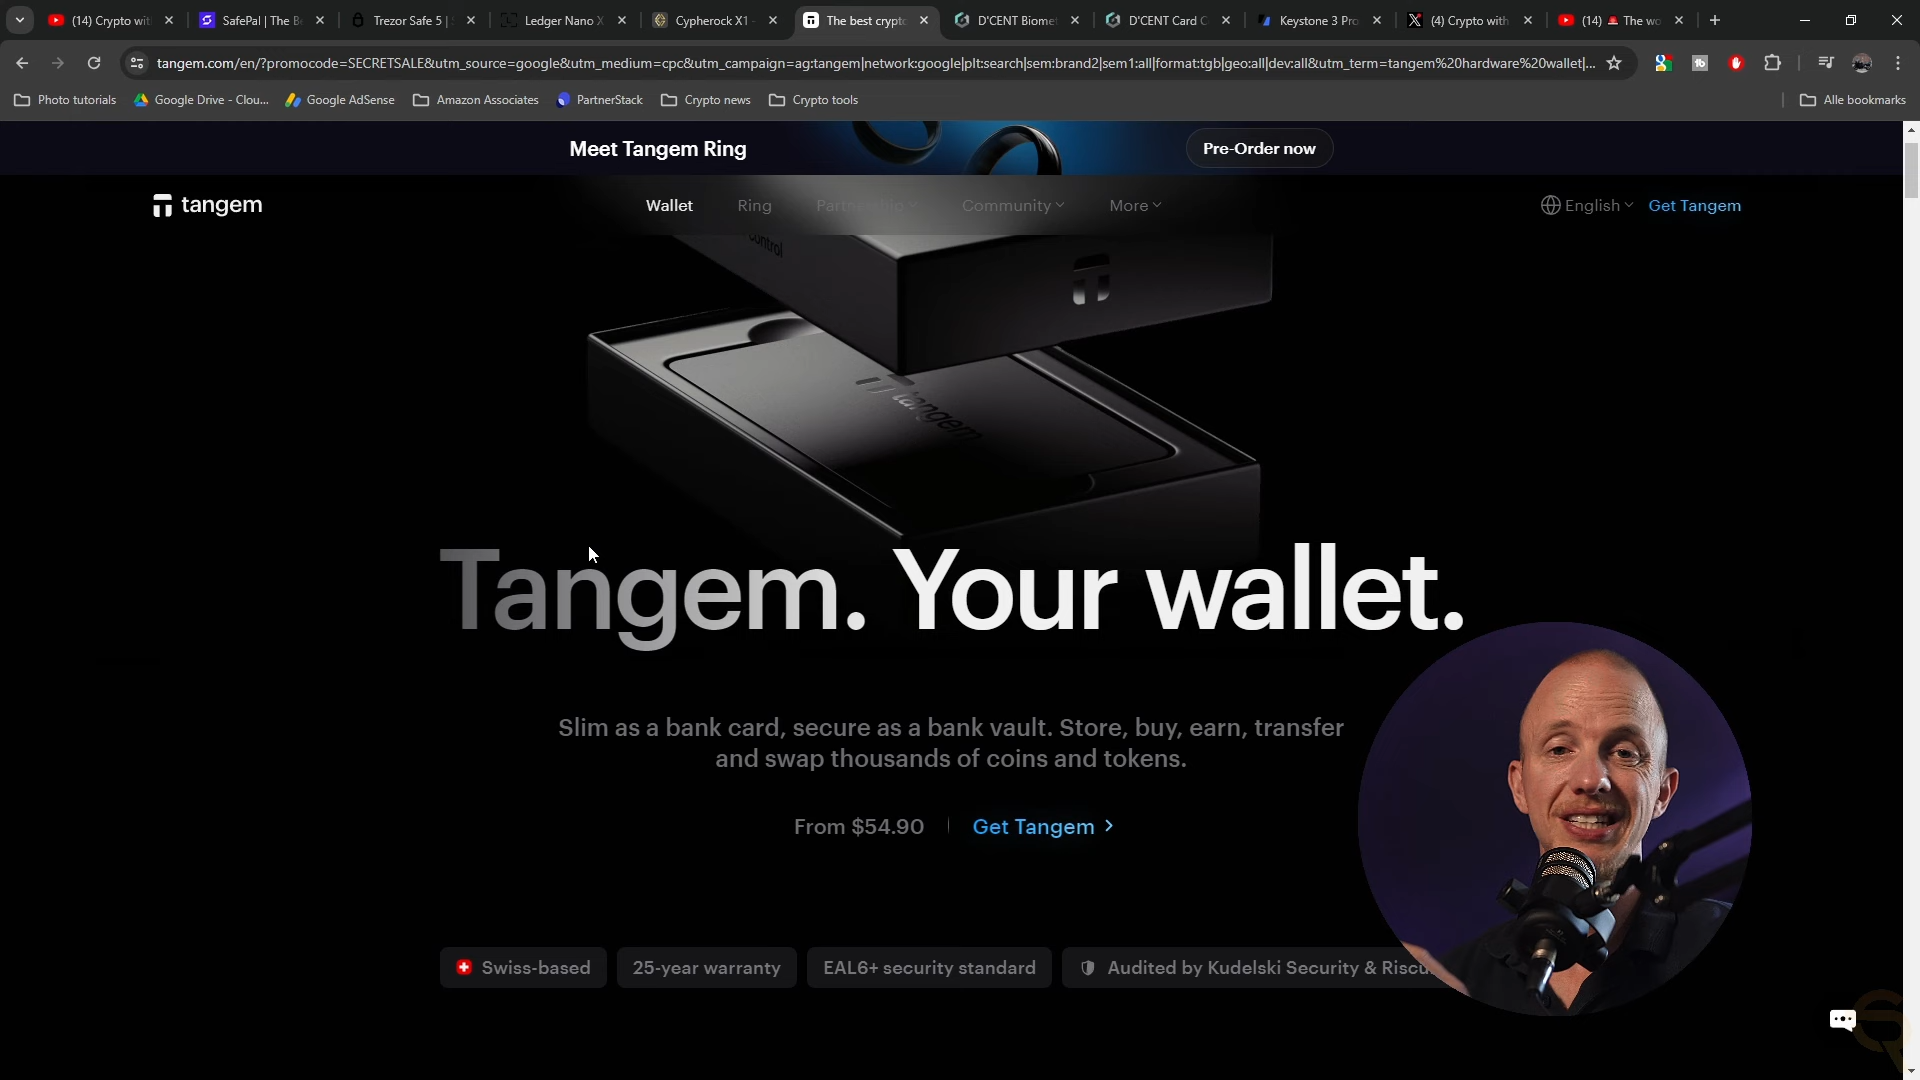 (14) Crypto wit
SafePal | The B
Trezor Safe 5 |
Ledger Nano X
Cypherock X1 -
The best crypto
D'CENT Biomet
D'CENT Card
Keystone 3 Pro
(4) Crypto with
(14) 🚨 The wo
tangem.com/en/?promocode=SECRETSALE&utm_source=google&utm_medium=cpc&utm_campaign=ag:tangem|network:google|plt:search|sem:brand2|sem1:all|format:tgb|geo:all|dev:all&utm_term=tangem%20hardware%20wallet|...
Photo tutorials
Google Drive - Clou...
Google AdSense
Amazon Associates
PartnerStack
Crypto news
Crypto tools
Alle bookmarks
Meet Tangem Ring
Pre-Order now
tangem
Wallet
Ring
Partnership
Community
More
English
Get Tangem
control
tangem
Tangem. Your wallet.
Slim as a bank card, secure as a bank vault. Store, buy, earn, transfer
and swap thousands of coins and tokens.
From $54.90
Get Tangem >
Swiss-based
25-year warranty
EAL6+ security standard
Audited by Kudelski Security & Riscu